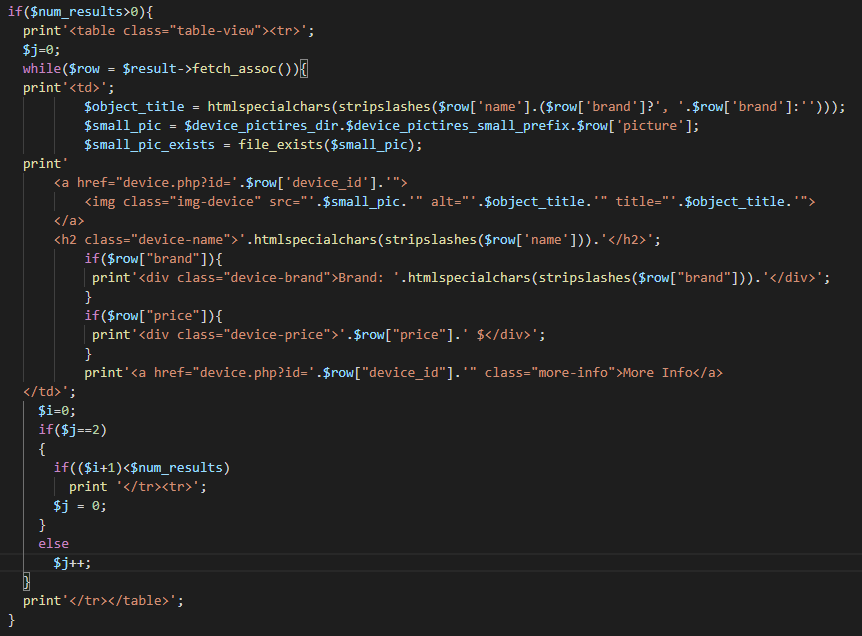 if($num_results>0){
print'<table class="table-view"><tr>';
$j=0;
while($row = $result->fetch_assoc()){
print'<td>';
$object_title = htmlspecialchars(stripslashes($row['name'].($row['brand']?', '.$row['brand']:'')));
$small_pic = $device_pictires_dir.$device_pictires_small_prefix.$row['picture'];
$small_pic_exists = file_exists($small_pic);
print'
<a href="device.php?id='.$row['device_id'].'">
<img class="img-device" src="'.$small_pic.'" alt="'.$object_title.'" title="'.$object_title.'">
</a>
<h2 class="device-name">'.htmlspecialchars(stripslashes($row['name'])).'</h2>';
if($row["brand"]){
print'<div class="device-brand">Brand: '.htmlspecialchars(stripslashes($row["brand"])).'</div>';
}
if($row["price"]){
print'<div class="device-price">'.$row["price"].' $</div>';
}
print'<a href="device.php?id='.$row["device_id"].'" class="more-info">More Info</a>
</td>';
$i=0;
if($j==2)
{
if(($i+1)<$num_results)
print '</tr><tr>';
$j = 0;
}
else
$j++;
}
print'</tr></table>';
}